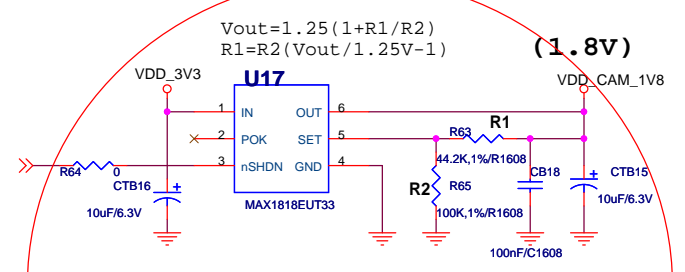 Vout=1.25(1+R1/R2)
R1=R2(Vout/1.25V-1)
(1.8V)
VDD_3V3
U17
VDD_CAM_1V8
1 IN OUT 6
R1
2 POK SET 5
R63
3 nSHDN GND 4
44.2K,1%/R1608
R64 0
CTB16
R2 R65
CB18
CTB15
10uF/6.3V
MAX1818EUT33
100K,1%/R1608
10uF/6.3V
100nF/C1608